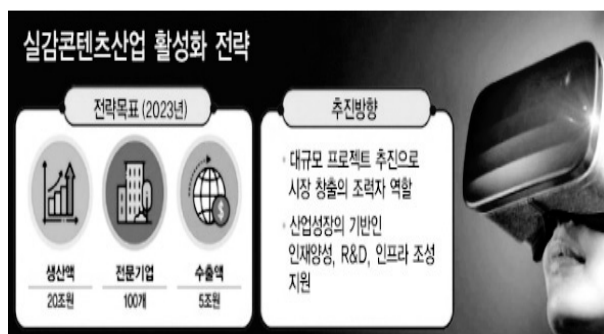 실감콘텐츠산업 활성화 전략
전략목표 (2023년)
생산액
20조원
전문기업
100개
수출액
5조원
$
추진방향
· 대규모 프로젝트 추진으로
시장 창출의 조력자 역할
· 산업성장의 기반인
인재양성, R&D, 인프라 조성
지원